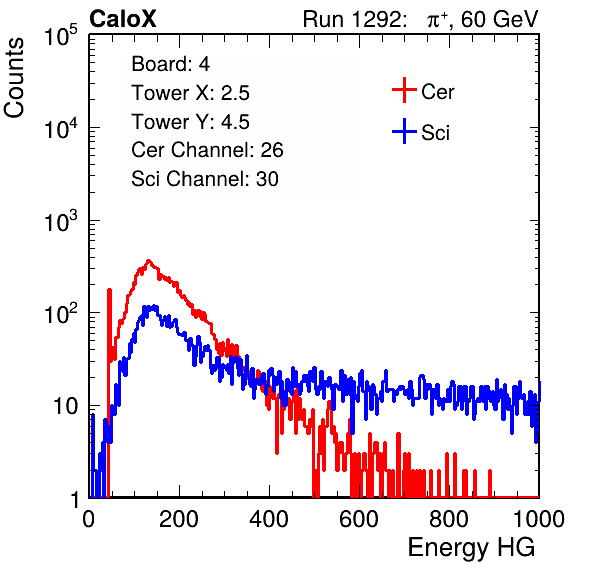 CaloX Run 1292: π⁺, 60 GeV
Counts
Board: 4
Tower X: 2.5
Tower Y: 4.5
Cer Channel: 26
Sci Channel: 30
Cer
Sci
10⁵
10⁴
10³
10²
10
1
0 200 400 600 800 1000
Energy HG